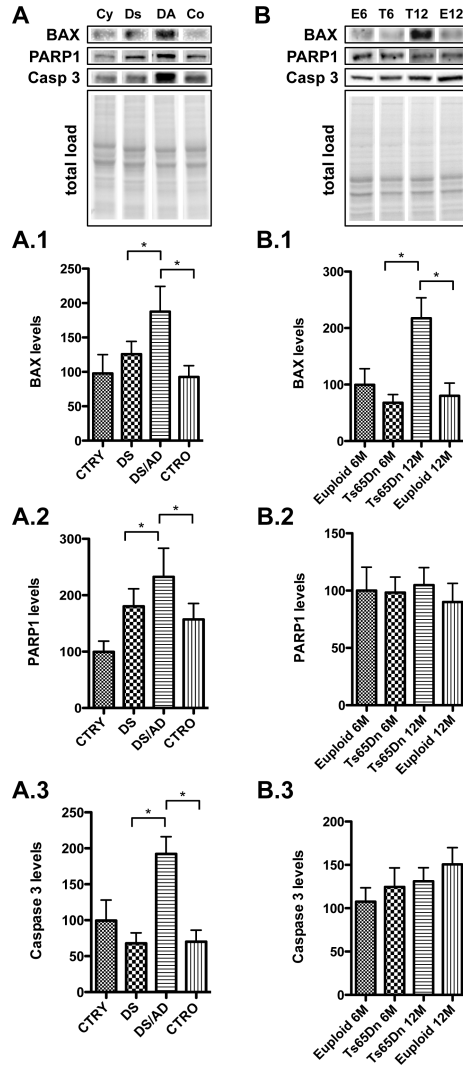 A
Cy Ds DA Co
BAX
PARP1
Casp 3
total load
A.1
*
*
BAX levels
250
200
150
100
50
0
CTRY
DS
DS/AD
CTRO
A.2
*
*
PARP1 levels
300
200
100
0
CTRY
DS
DS/AD
CTRO
A.3
*
*
Caspase 3 levels
250
200
150
100
50
0
CTRY
DS
DS/AD
CTRO
B
E6 T6 T12 E12
BAX
PARP1
Casp 3
total load
B.1
*
*
BAX levels
300
200
100
0
Euploid 6M
Ts65Dn 6M
Ts65Dn 12M
Euploid 12M
B.2
PARP1 levels
150
100
50
0
Euploid 6M
Ts65Dn 6M
Ts65Dn 12M
Euploid 12M
B.3
Caspase 3 levels
200
150
100
50
0
Euploid 6M
Ts65Dn 6M
Ts65Dn 12M
Euploid 12M